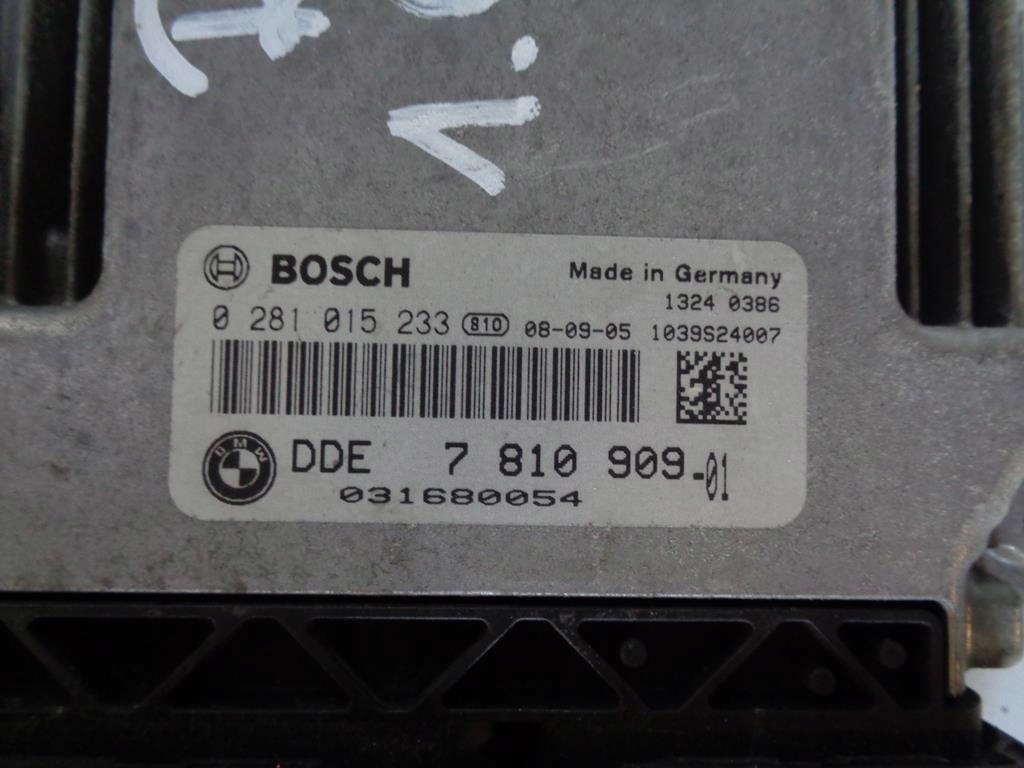 BOSCH
Made in Germany
1324 0386
0 281 015 233 810 08-09-05 1039S24007
BMW
DDE 7 810 909-01
031680054